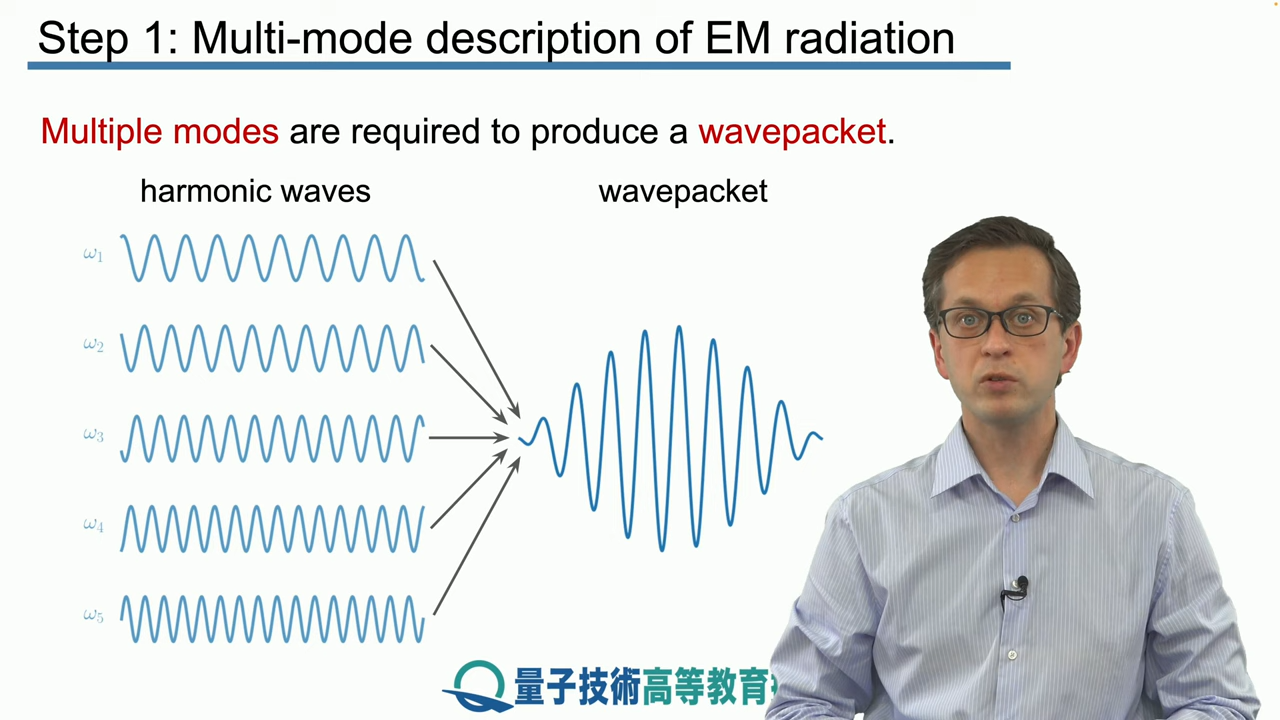 Step 1: Multi-mode description of EM radiation
Multiple modes are required to produce a wavepacket.
harmonic waves
wavepacket
ω₁
ω₂
ω₃
ω₄
ω₅
量子技術高等教育